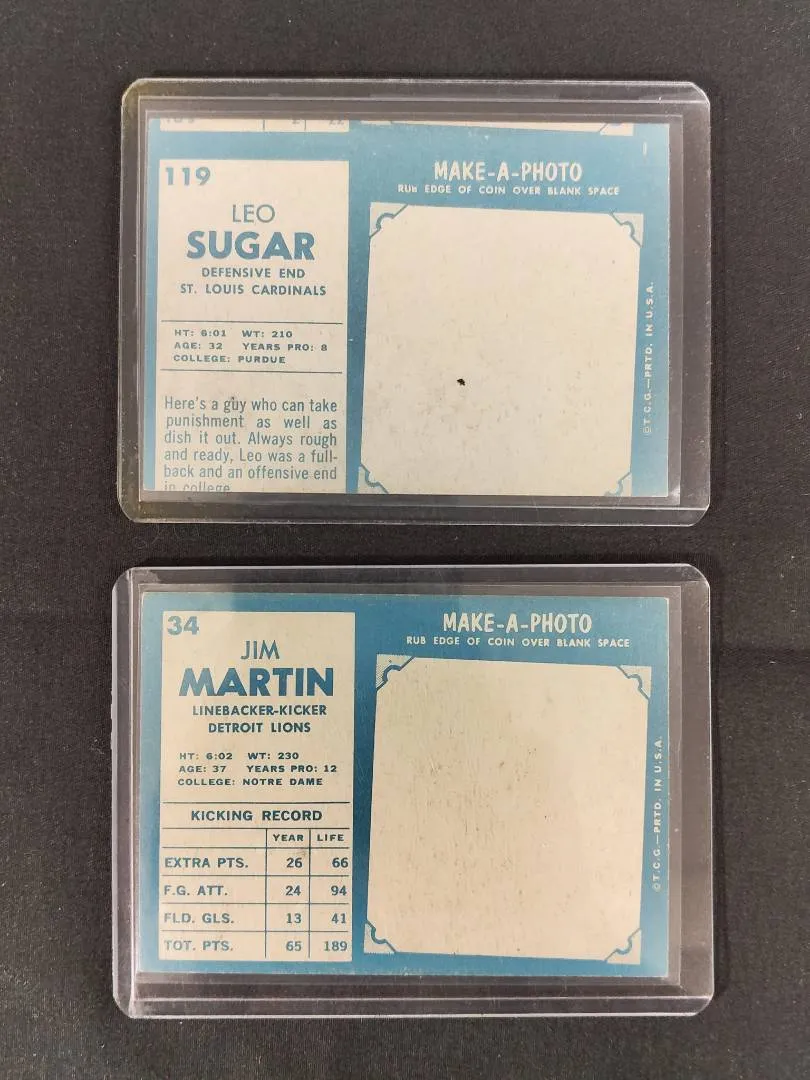 119
LEO
SUGAR
DEFENSIVE END
ST. LOUIS CARDINALS
HT: 6:01 WT: 210
AGE: 32 YEARS PRO: 8
COLLEGE: PURDUE
Here's a guy who can take
punishment as well as
dish it out. Always rough
and ready, Leo was a full-
back and an offensive end
in college
MAKE-A-PHOTO
RUB EDGE OF COIN OVER BLANK SPACE
©T.C.G.—PRTD. IN U.S.A.
34
JIM
MARTIN
LINEBACKER-KICKER
DETROIT LIONS
HT: 6:02 WT: 230
AGE: 37 YEARS PRO: 12
COLLEGE: NOTRE DAME
KICKING RECORD
YEAR LIFE
EXTRA PTS. 26 66
F.G. ATT. 24 94
FLD. GLS. 13 41
TOT. PTS. 65 189
MAKE-A-PHOTO
RUB EDGE OF COIN OVER BLANK SPACE
©T.C.G.—PRTD. IN U.S.A.